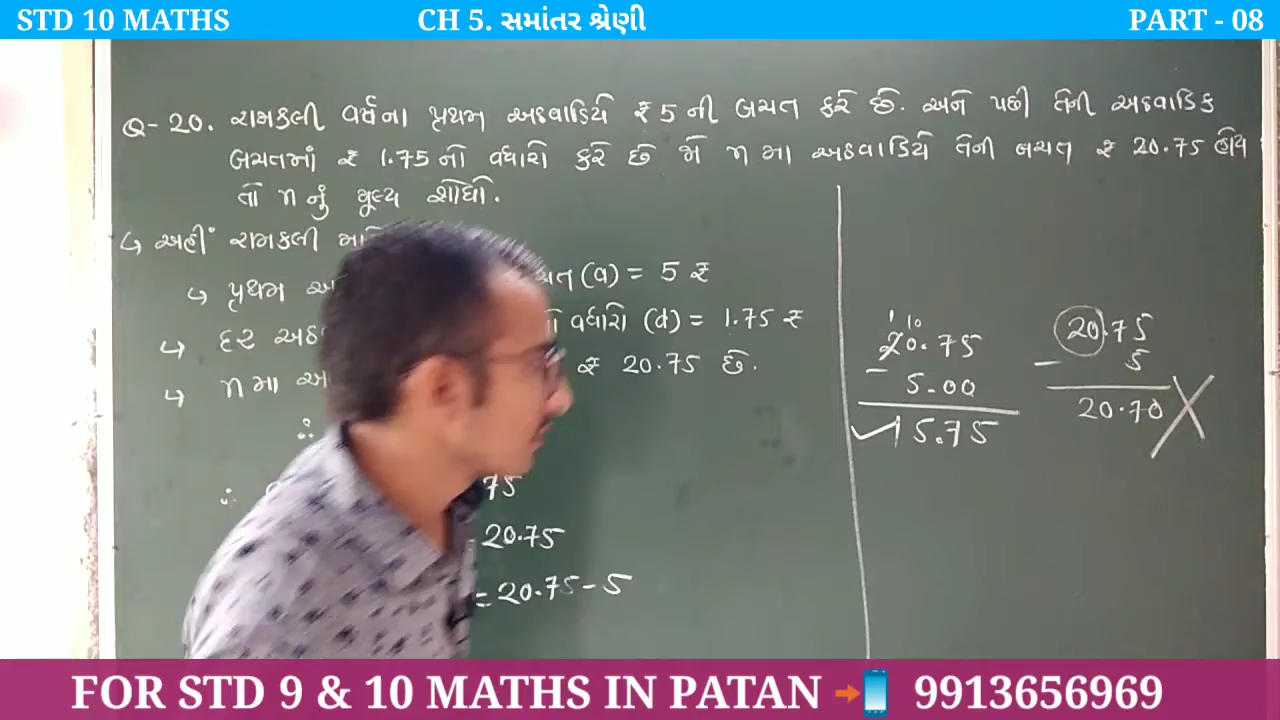 STD 10 MATHS CH 5. સમાંતર શ્રેણી PART - 08
Q-20. રામકલી વર્ષના પ્રથમ અઠવાડિયે ₹ 5 ની બચત કરે છે. અને પછી તેની અઠવાડિક
બચતમાં ₹ 1.75 નો વધારો કરે છે જો n મા અઠવાડિયે તેની બચત ₹ 20.75 હોય
તો n નું મૂલ્ય શોધો.
↳ અહીં રામકલી
↳ પ્રથમ (a) = 5 ₹
↳ દર વધારો (d) = 1.75 ₹
↳ n મા ₹ 20.75 છે.
∴
∴ 75
20.75
= 20.75 - 5
1 10
20.75
- 5.00
15.75
20.75
- 5
20.70
FOR STD 9 & 10 MATHS IN PATAN 9913656969